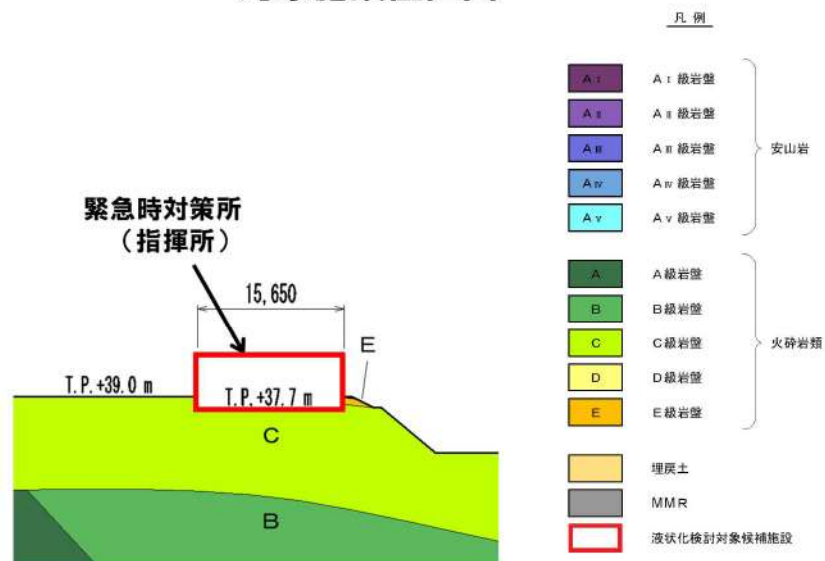 凡例
AⅠ AⅠ級岩盤
AⅡ AⅡ級岩盤
AⅢ AⅢ級岩盤
AⅣ AⅣ級岩盤
AⅤ AⅤ級岩盤
安山岩
A A級岩盤
B B級岩盤
C C級岩盤
D D級岩盤
E E級岩盤
火砕岩類
埋戻土
MMR
液状化検討対象候補施設
緊急時対策所
(指揮所)
15,650
E
T.P.+39.0 m
T.P.+37.7 m
C
B